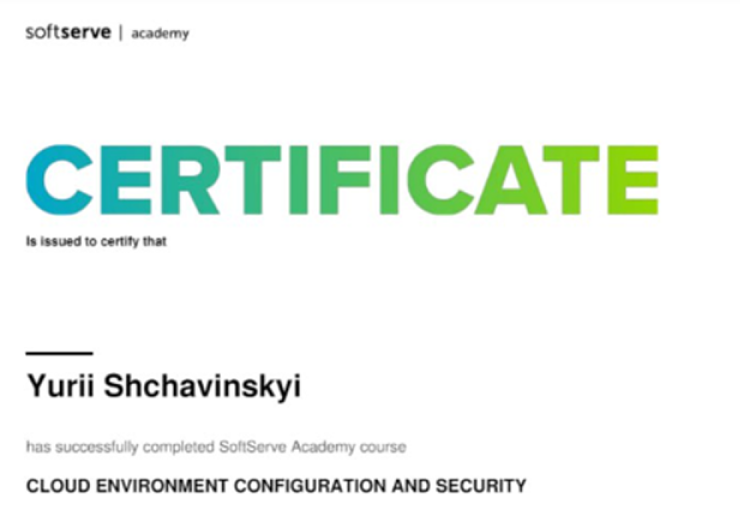 softserve | academy
CERTIFICATE
Is issued to certify that
Yurii Shchavinskyi
has successfully completed SoftServe Academy course
CLOUD ENVIRONMENT CONFIGURATION AND SECURITY